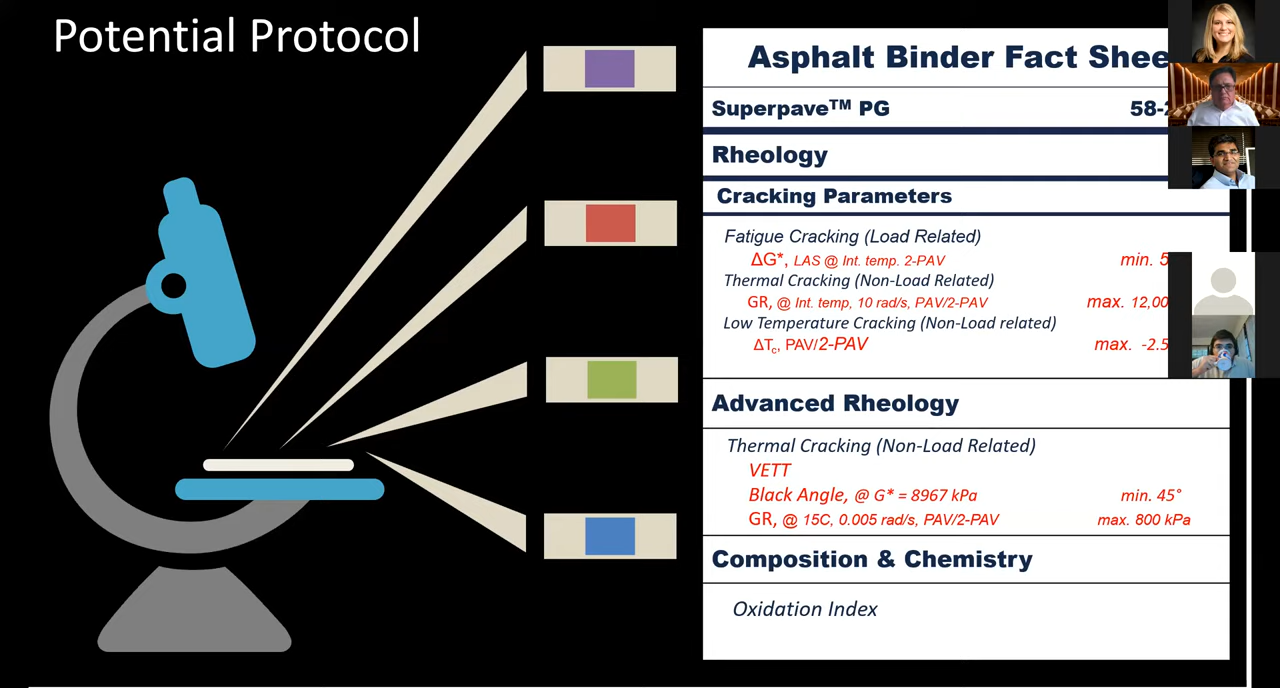 Potential Protocol
Asphalt Binder Fact Shee
Superpave™ PG 58-
Rheology
Cracking Parameters
Fatigue Cracking (Load Related)
ΔG*, LAS @ Int. temp. 2-PAV min. 5
Thermal Cracking (Non-Load Related)
GR, @ Int. temp, 10 rad/s, PAV/2-PAV max. 12,00
Low Temperature Cracking (Non-Load related)
ΔTc, PAV/2-PAV max. -2.5
Advanced Rheology
Thermal Cracking (Non-Load Related)
VETT
Black Angle, @ G* = 8967 kPa min. 45°
GR, @ 15C, 0.005 rad/s, PAV/2-PAV max. 800 kPa
Composition & Chemistry
Oxidation Index